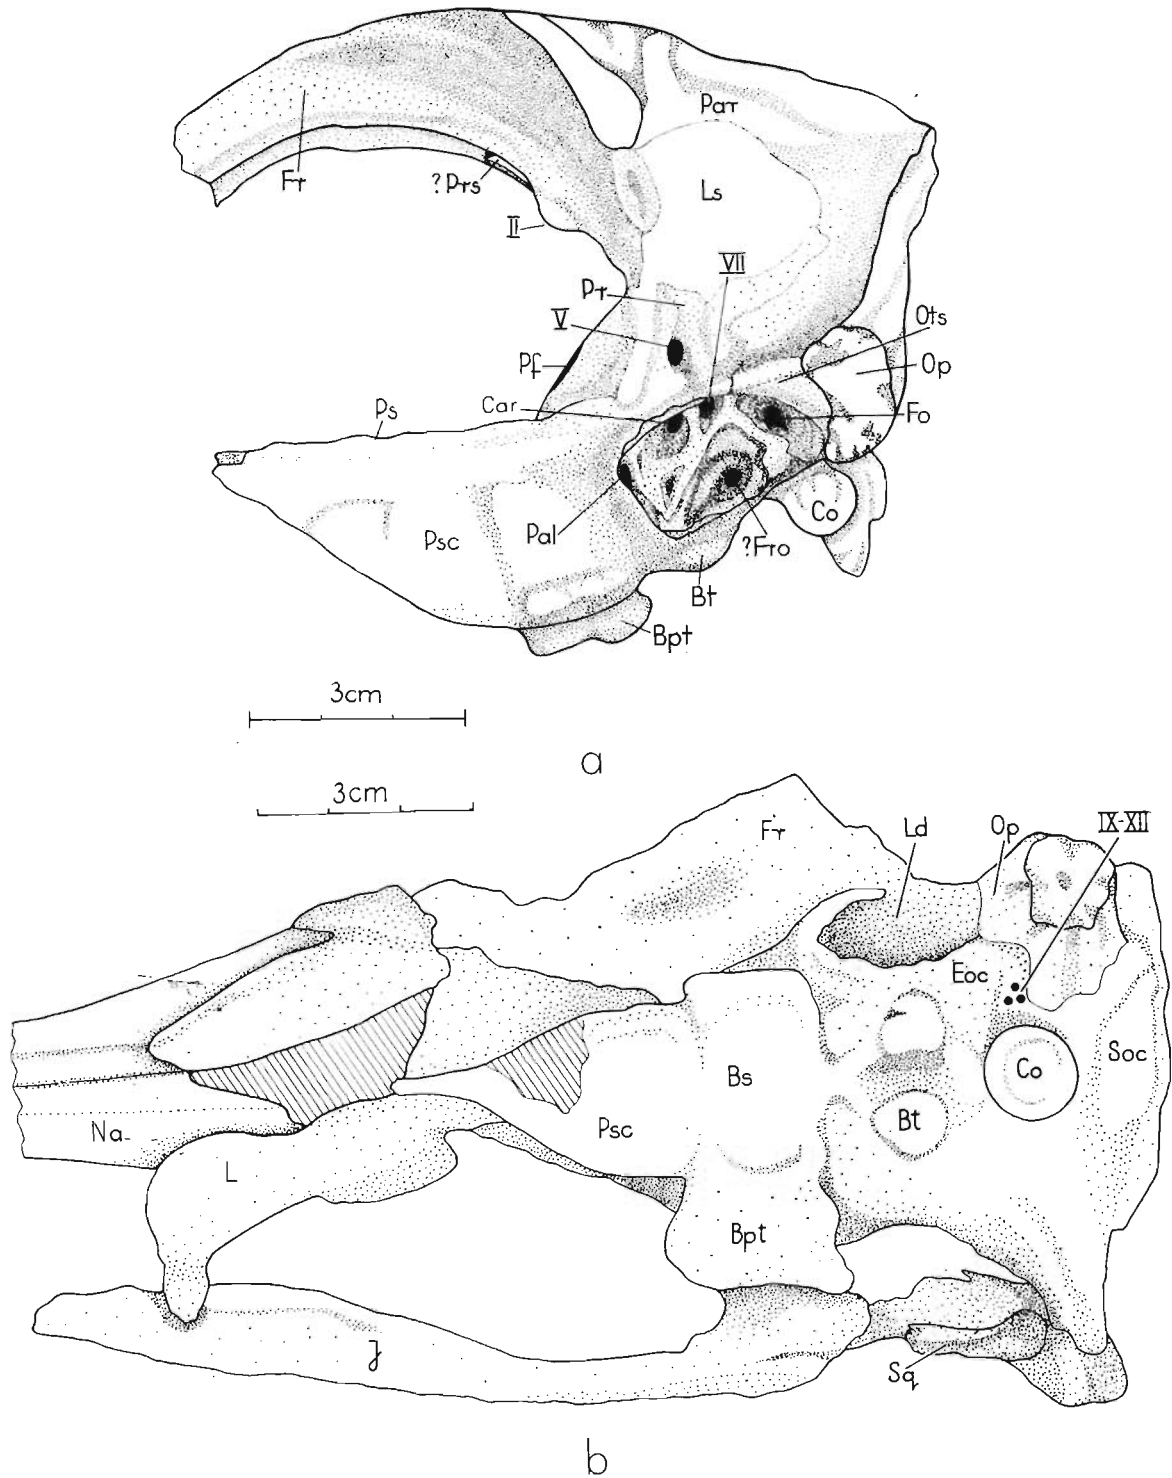 Par
Fr
?Prs
Ls
II
VII
Pr
V
Ots
Pf
Op
Car
Fo
Ps
Co
Psc
Pal
?Fro
Bt
Bpt
3cm
a
3cm
Fr
Ld
Op
IX-XII
Eoc
Soc
Co
Bs
Bt
Na
Psc
L
Bpt
J
Sq
b